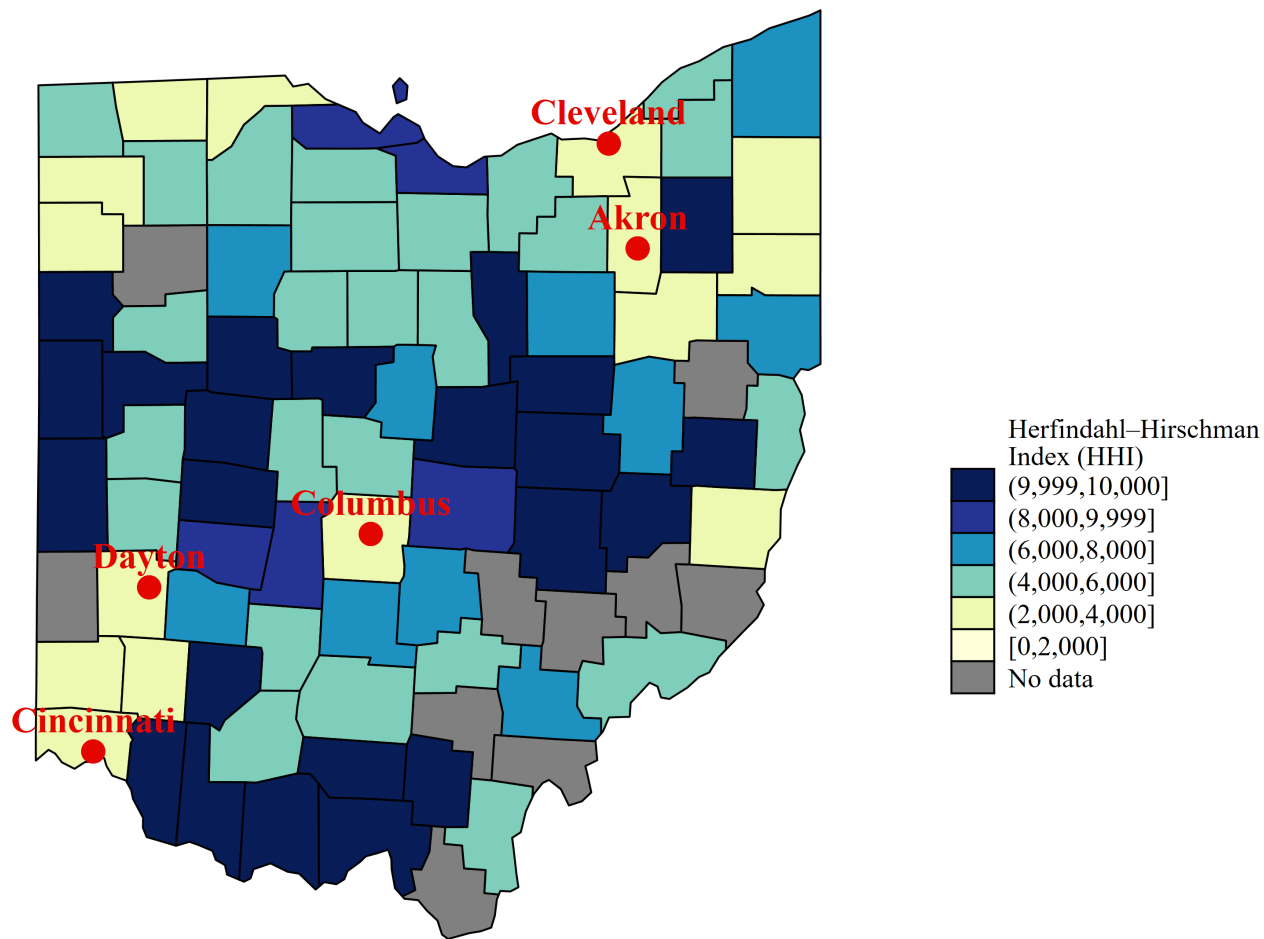 Cleveland
Akron
Columbus
Dayton
Cincinnati
Herfindahl–Hirschman
Index (HHI)
(9,999,10,000]
(8,000,9,999]
(6,000,8,000]
(4,000,6,000]
(2,000,4,000]
[0,2,000]
No data